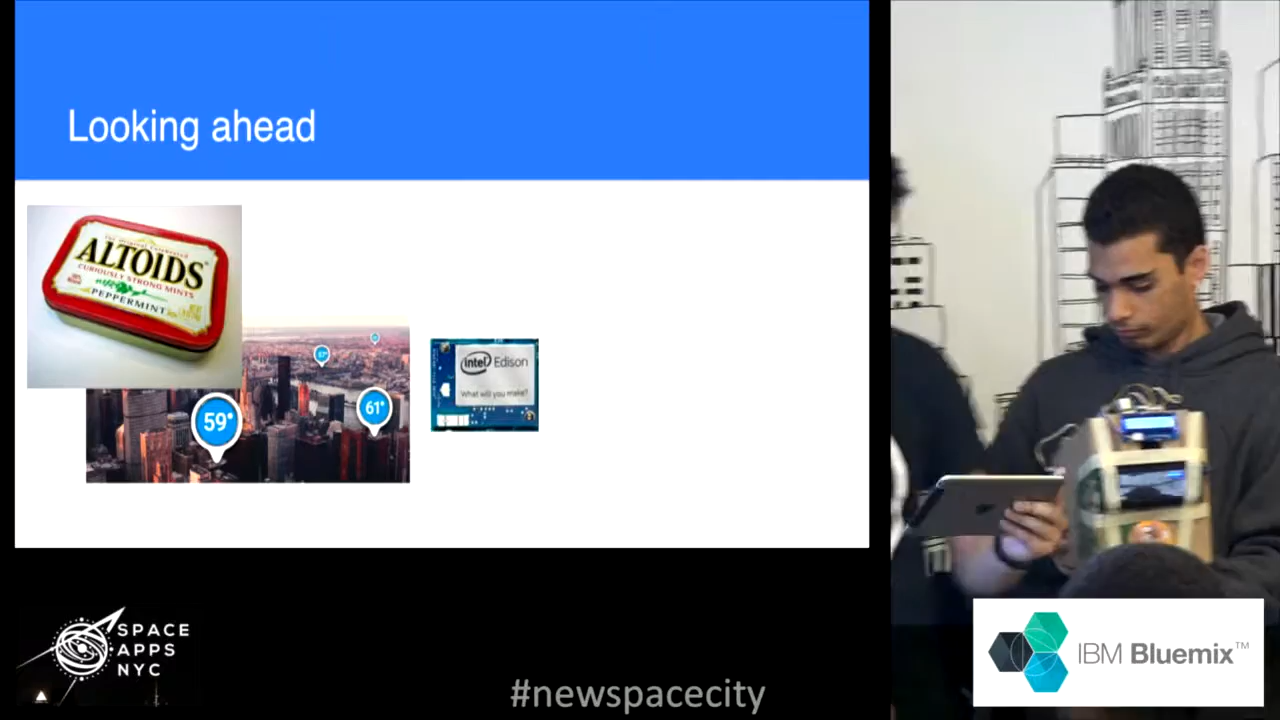 Looking ahead
The Original Celebrated
ALTOIDS
CURIOUSLY STRONG MINTS
PEPPERMINT
59°
61°
intel Edison
What will you make?
SPACE
APPS
NYC
IBM Bluemix™
#newspacecity